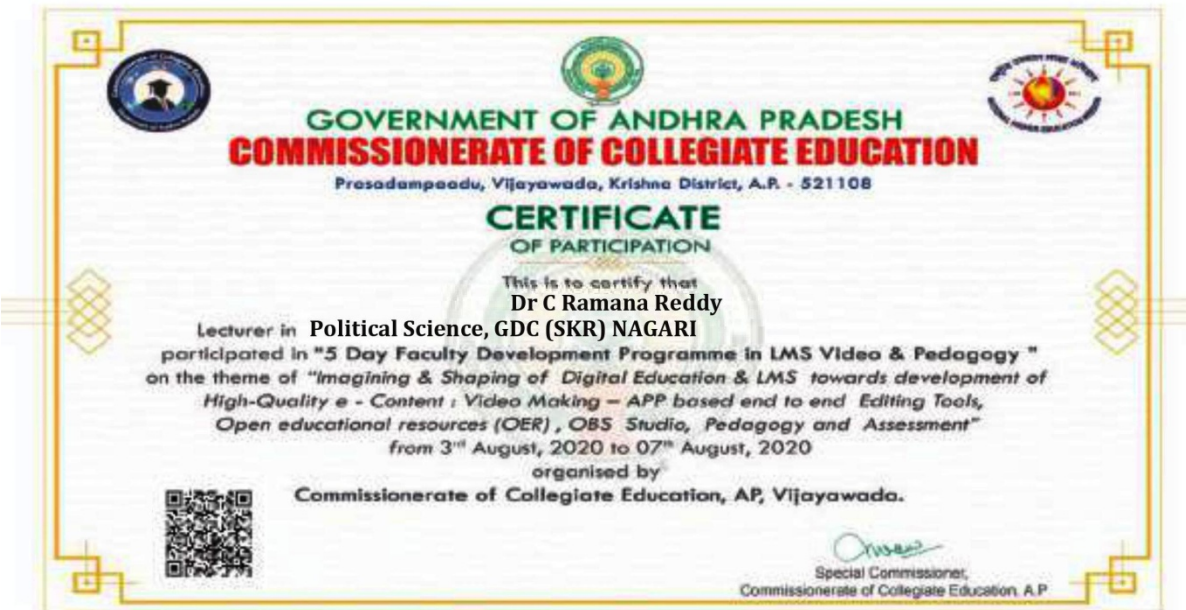 GOVERNMENT OF ANDHRA PRADESH
COMMISSIONERATE OF COLLEGIATE EDUCATION
Prasadampaadu, Vijayawada, Krishna District, A.P. - 521108
CERTIFICATE
OF PARTICIPATION
This is to certify that
Dr C Ramana Reddy
Lecturer in Political Science, GDC (SKR) NAGARI
participated in "5 Day Faculty Development Programme in LMS Video & Pedagogy "
on the theme of "Imagining & Shaping of Digital Education & LMS towards development of
High-Quality e - Content : Video Making – APP based end to end Editing Tools,
Open educational resources (OER) , OBS Studio, Pedagogy and Assessment"
from 3rd August, 2020 to 07th August, 2020
organised by
Commissionerate of Collegiate Education, AP, Vijayawada.
Special Commissioner,
Commissionerate of Collegiate Education, A.P